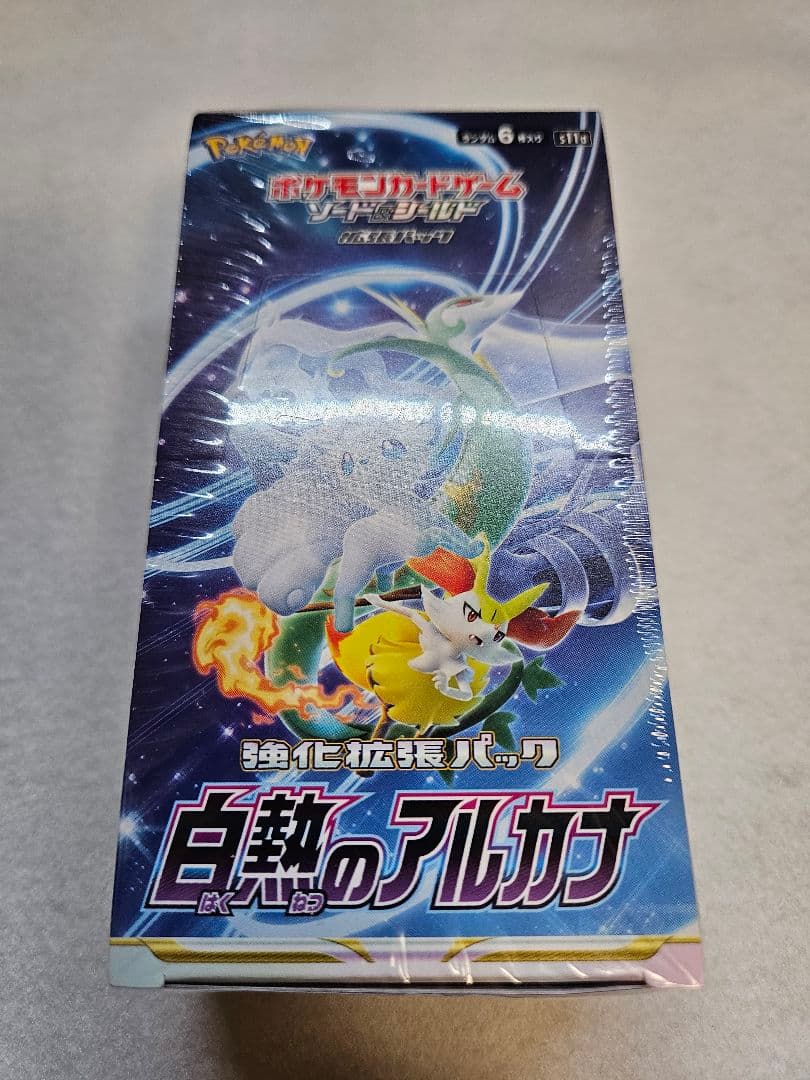 Pokémon
ランダム6枚入り s11a
ポケモンカードゲーム
ソード&シールド
拡張パック
強化拡張パック
白熱のアルカナ
はく ねつ